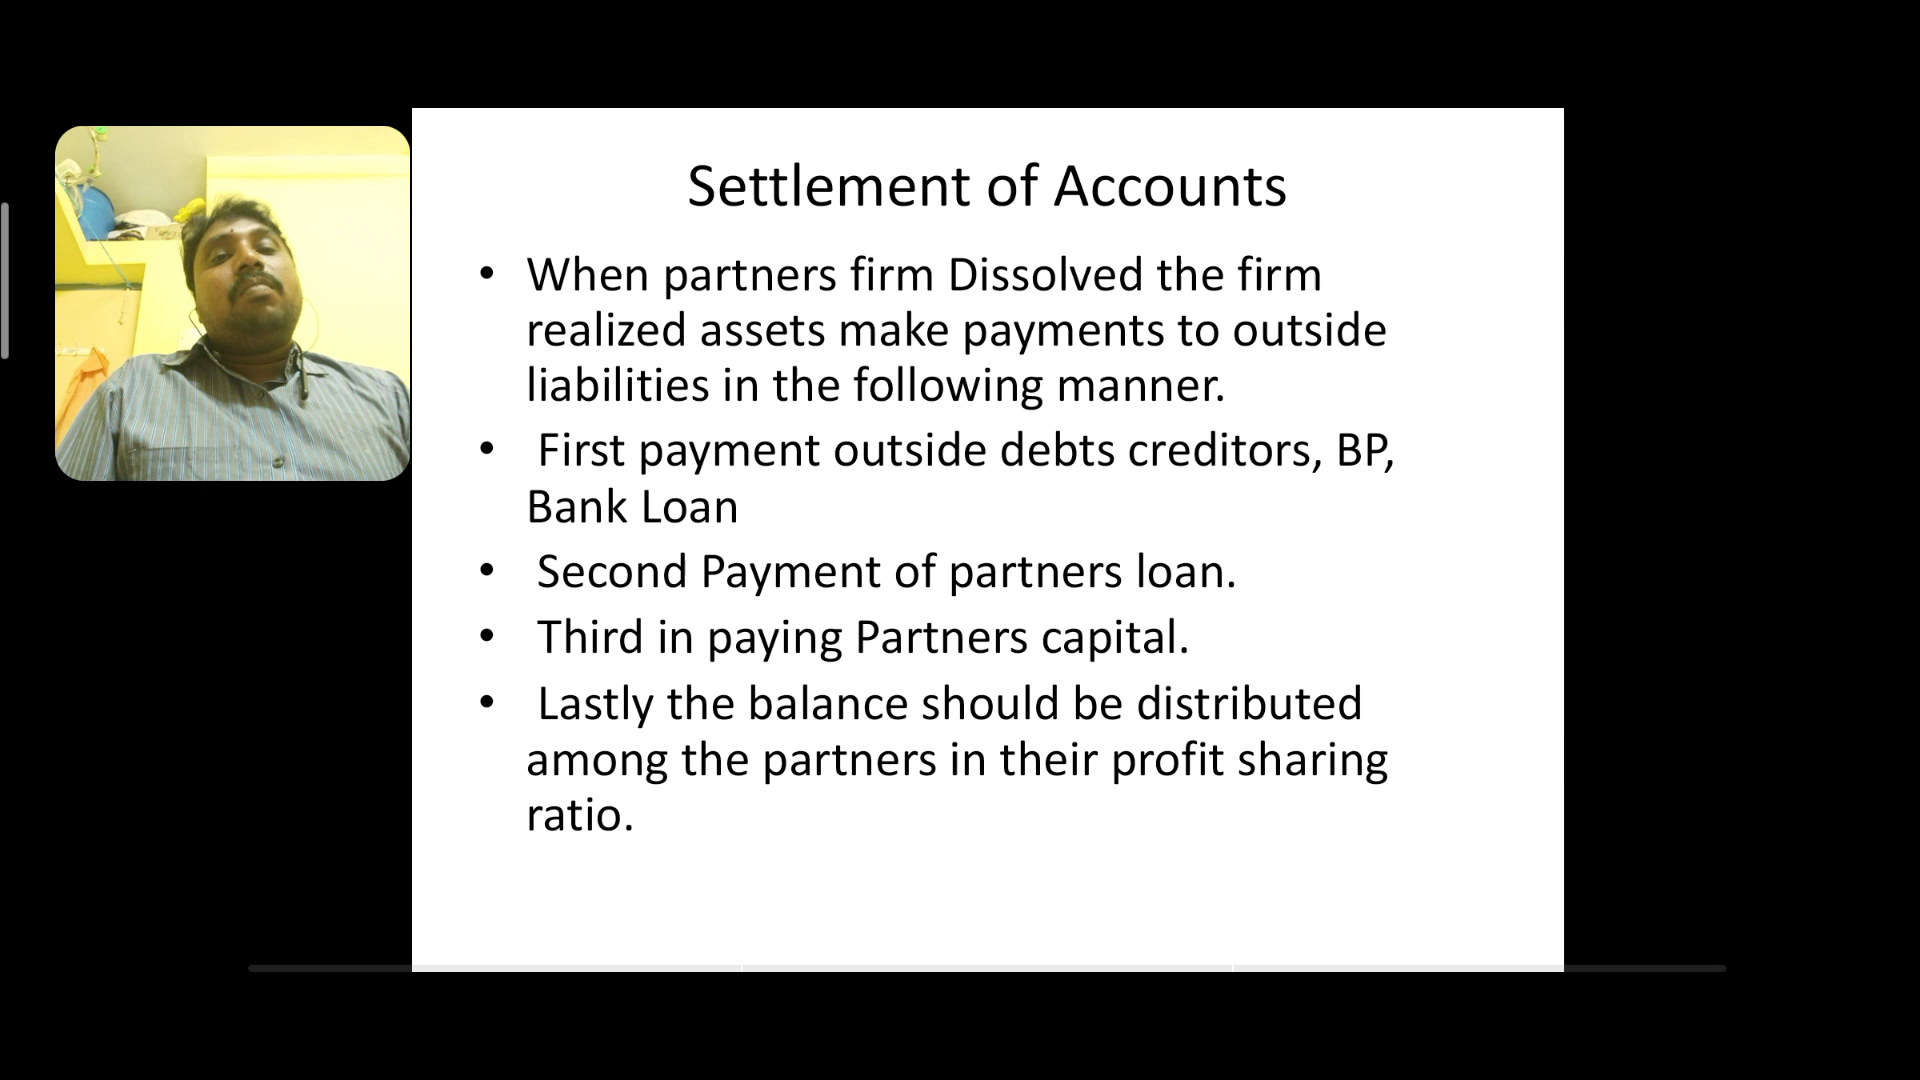 Settlement of Accounts
• When partners firm Dissolved the firm
realized assets make payments to outside
liabilities in the following manner.
• First payment outside debts creditors, BP,
Bank Loan
• Second Payment of partners loan.
• Third in paying Partners capital.
• Lastly the balance should be distributed
among the partners in their profit sharing
ratio.